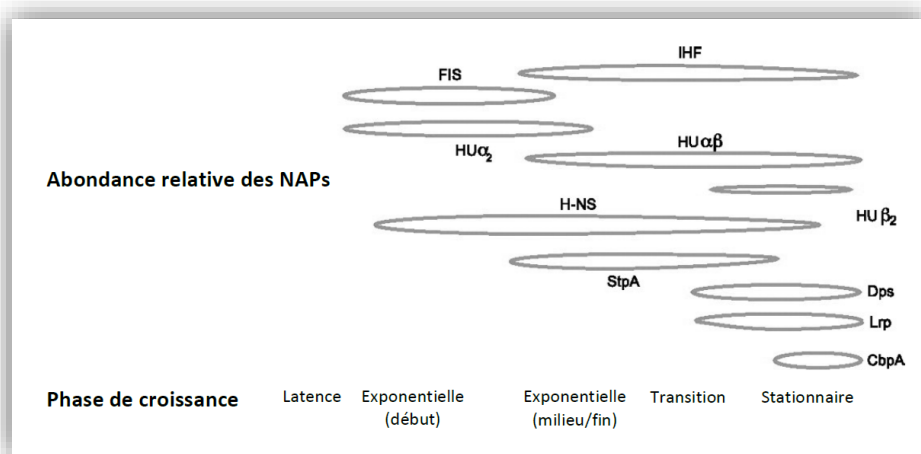 IHF
FIS
HUα₂
HUαβ
Abondance relative des NAPs
H-NS
HUβ₂
StpA
Dps
Lrp
CbpA
Phase de croissance Latence Exponentielle Exponentielle Transition Stationnaire
(début) (milieu/fin)